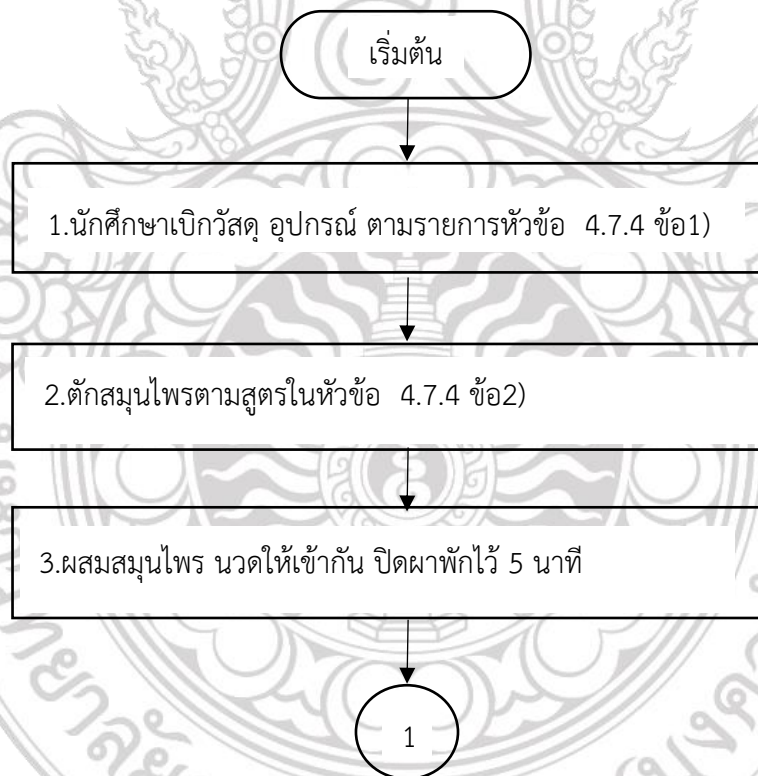 เริ่มต้น
1.นักศึกษาเบิกวัสดุ อุปกรณ์ ตามรายการหัวข้อ 4.7.4 ข้อ1)
2.ตักสมุนไพรตามสูตรในหัวข้อ 4.7.4 ข้อ2)
3.ผสมสมุนไพร นวดให้เข้ากัน ปิดผาพักไว้ 5 นาที
1